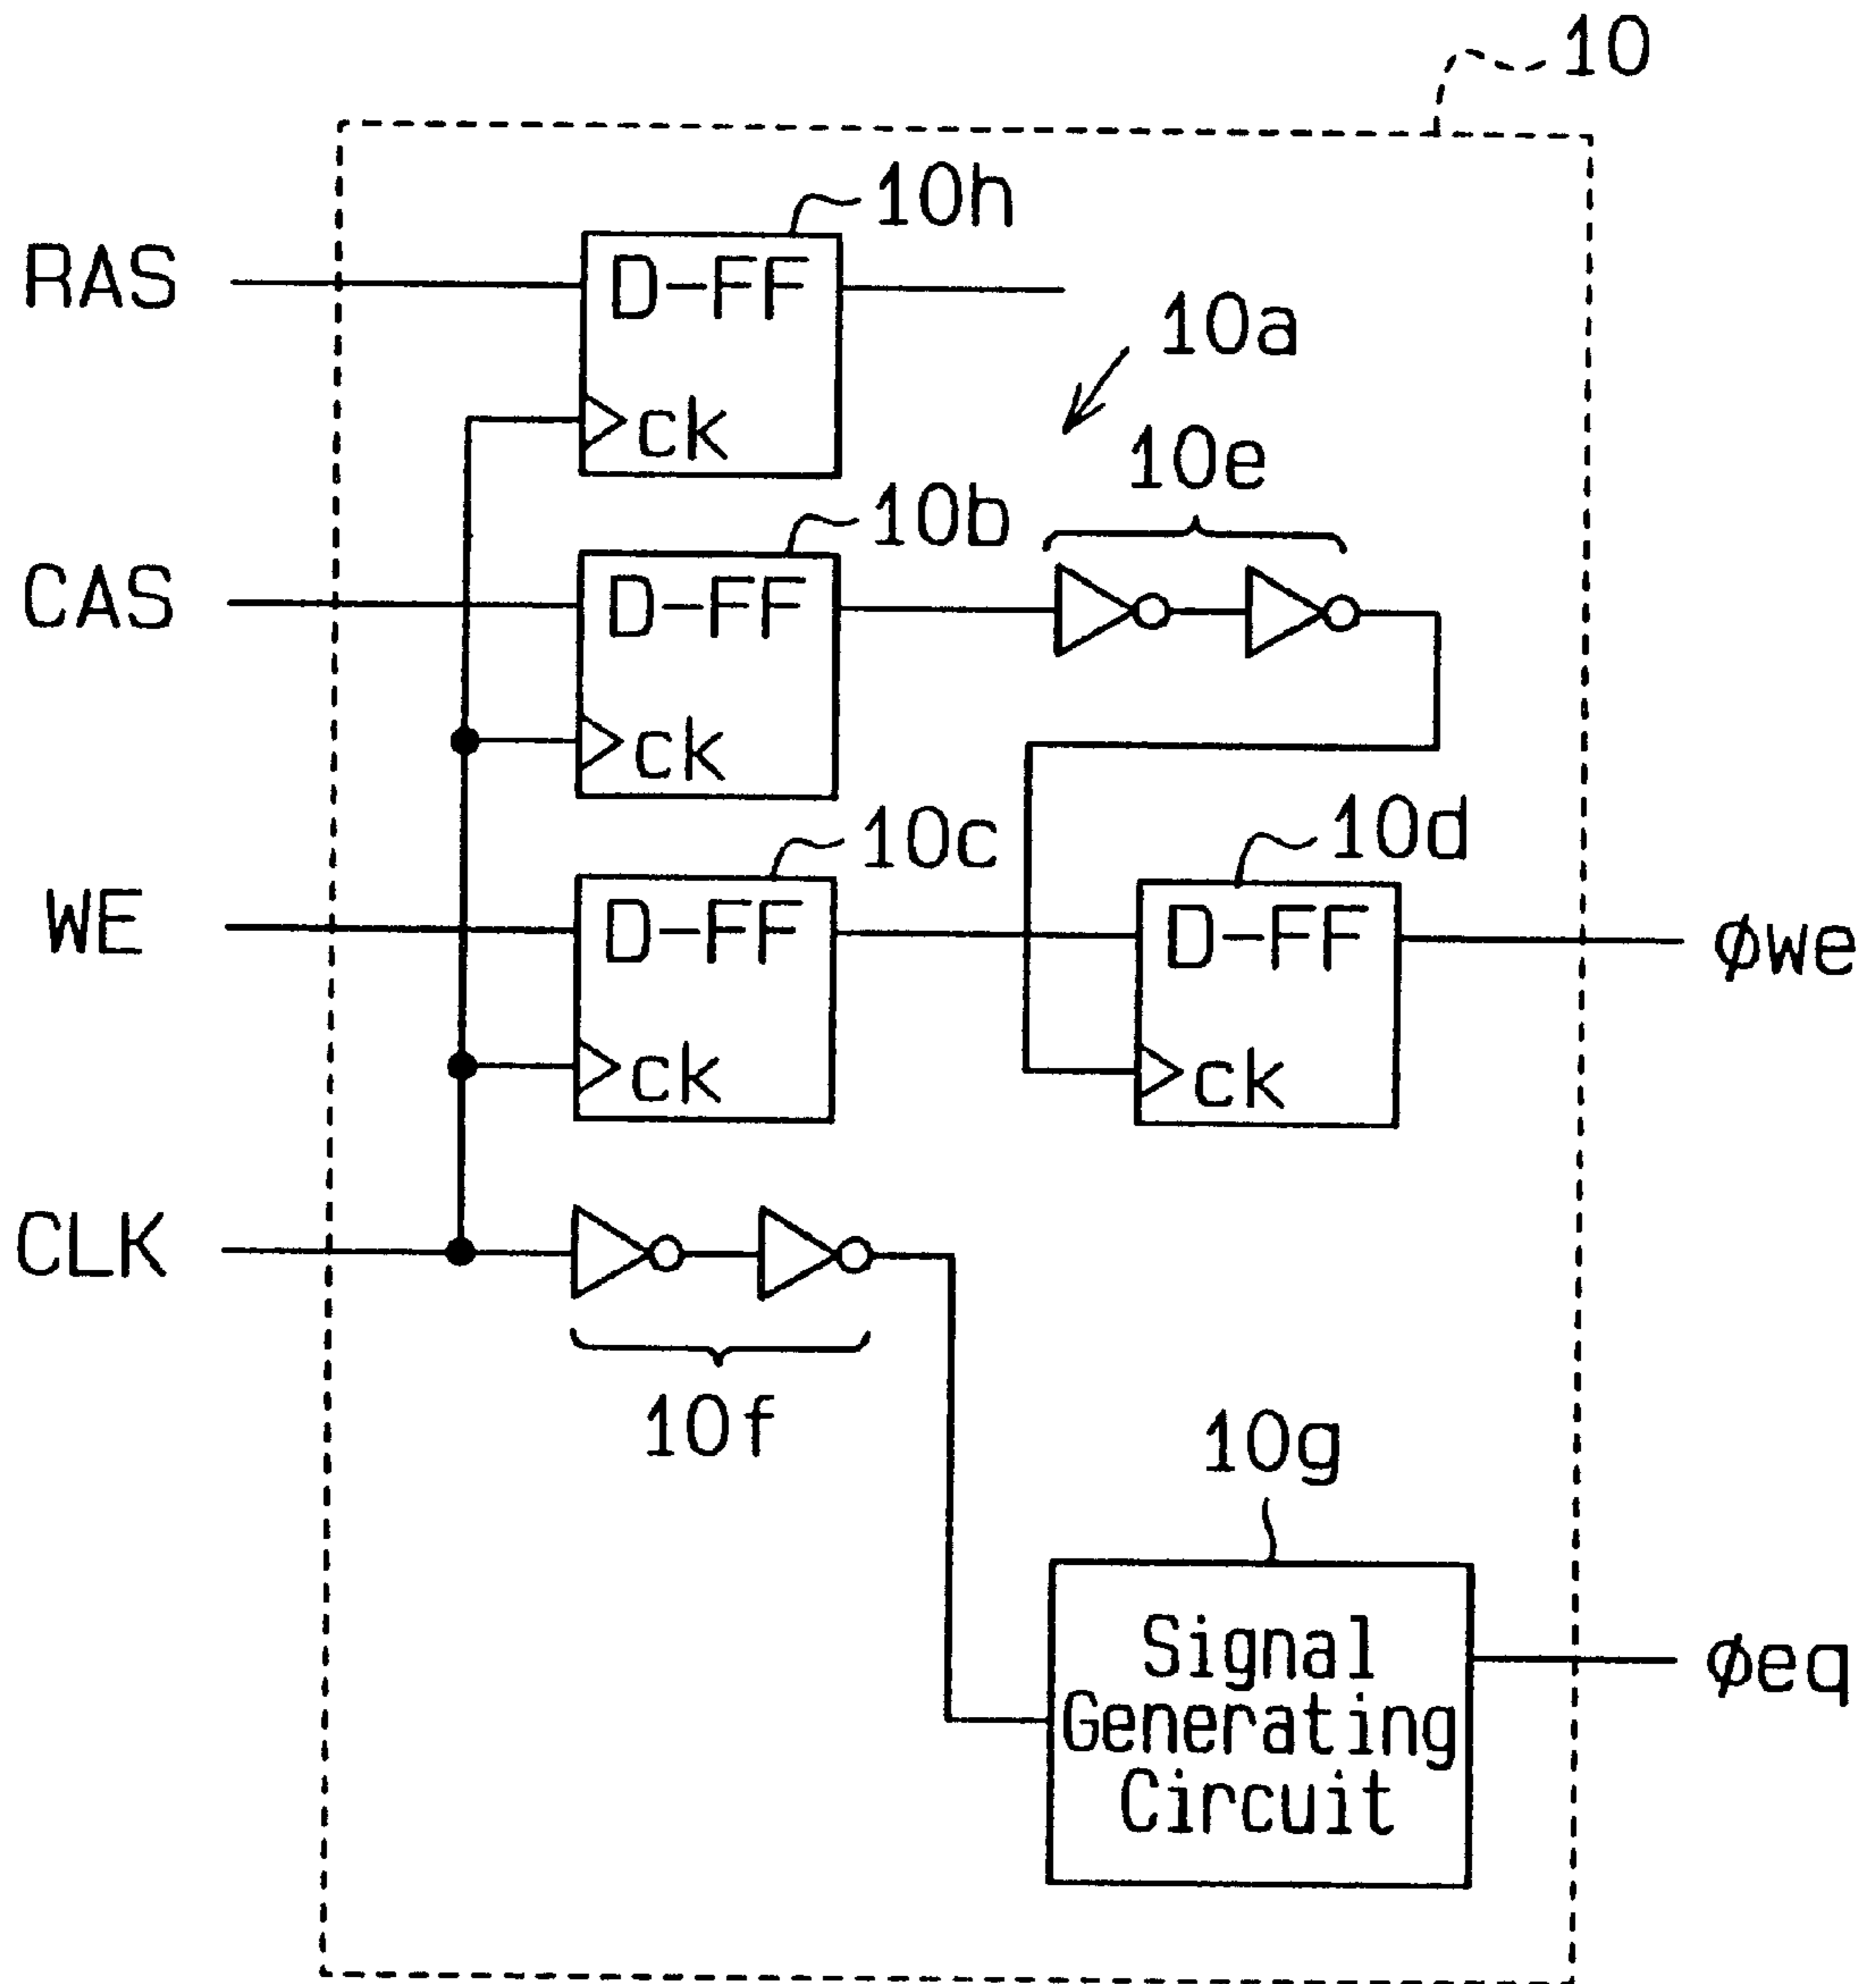 10
10h
RAS
D-FF
10a
ck
10e
10b
CAS
D-FF
ck
10c
10d
WE
D-FF
D-FF
φwe
ck
ck
CLK
10f
10g
Signal
Generating
Circuit
φeq